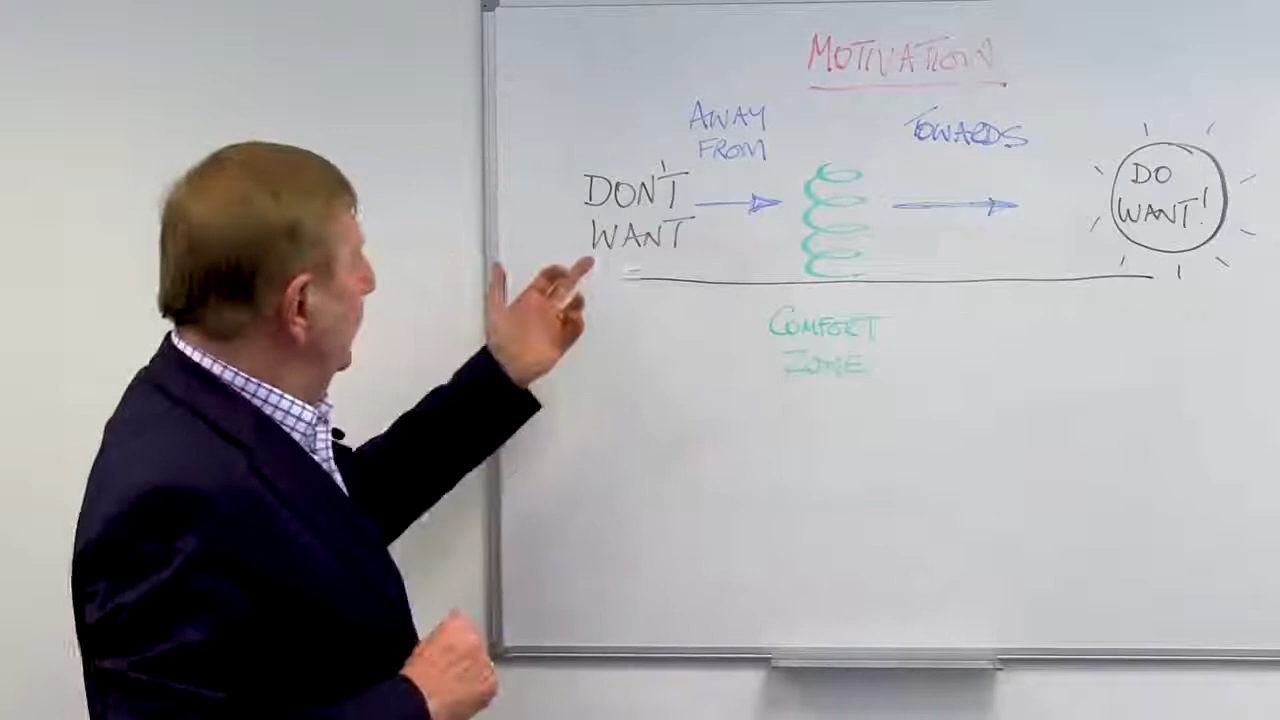 MOTIVATION
AWAY
FROM
TOWARDS
DON'T
WANT
DO
WANT!
COMFORT
ZONE